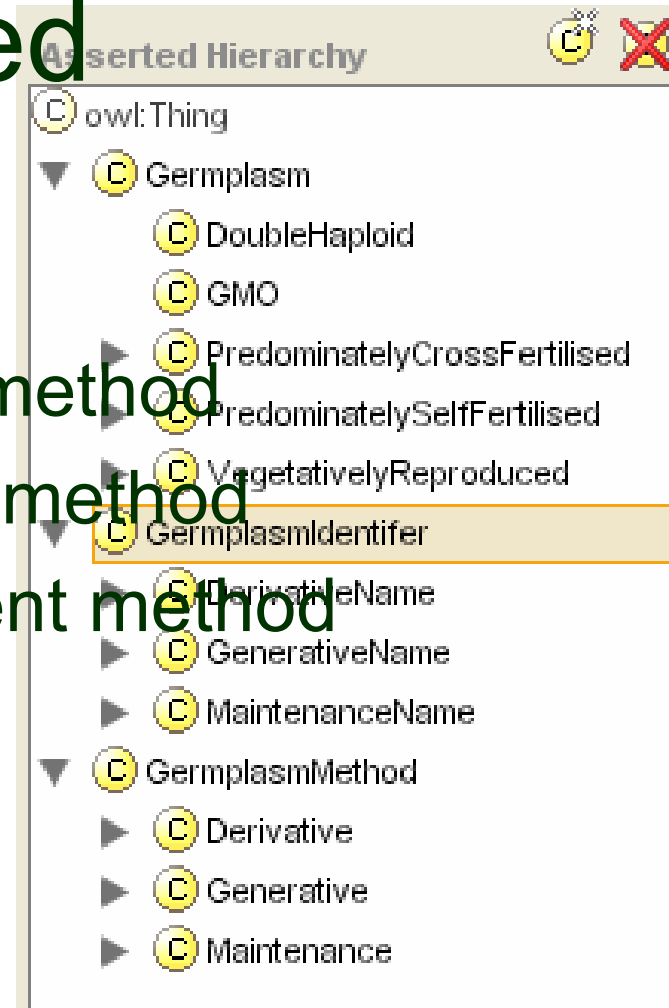 ed
Asserted Hierarchy
C owl:Thing
C Germplasm
C DoubleHaploid
C GMO
C PredominatelyCrossFertilised
method
C PredominatelySelfFertilised
C VegetativelyReproduced
method
C GermplasmIdentifer
C DerivativeName
ent method
C GenerativeName
C MaintenanceName
C GermplasmMethod
C Derivative
C Generative
C Maintenance